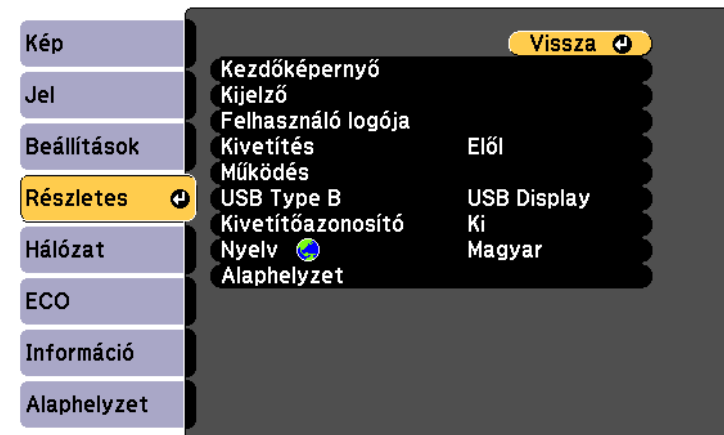 Kép
Jel
Beállítások
Részletes
Hálózat
ECO
Információ
Alaphelyzet
Vissza
Kezdőképernyő
Kijelző
Felhasználó logója
Kivetítés Elől
Működés
USB Type B USB Display
Kivetítőazonosító Ki
Nyelv Magyar
Alaphelyzet